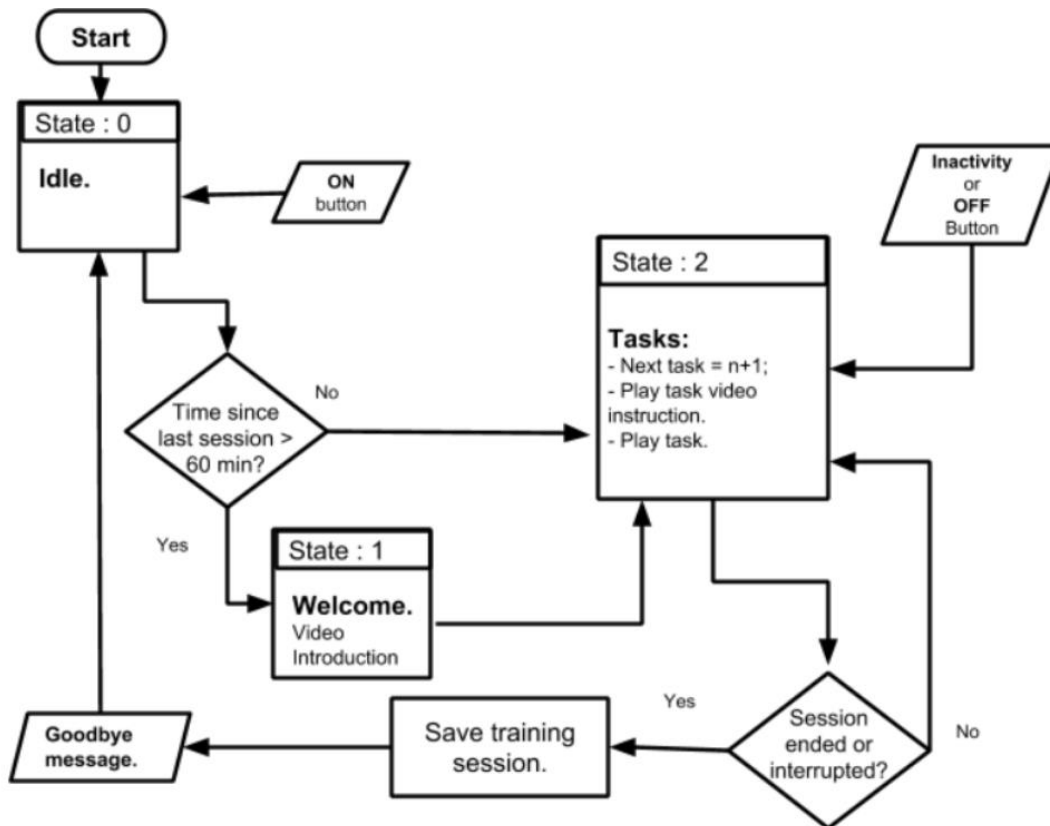 Start
State : 0
Idle.
ON
button
Inactivity
or
OFF
Button
State : 2
Tasks:
- Next task = n+1;
- Play task video
instruction.
- Play task.
No
Time since
last session >
60 min?
Yes
State : 1
Welcome.
Video
Introduction
Goodbye
message.
Save training
session.
Yes
Session
ended or
interrupted?
No